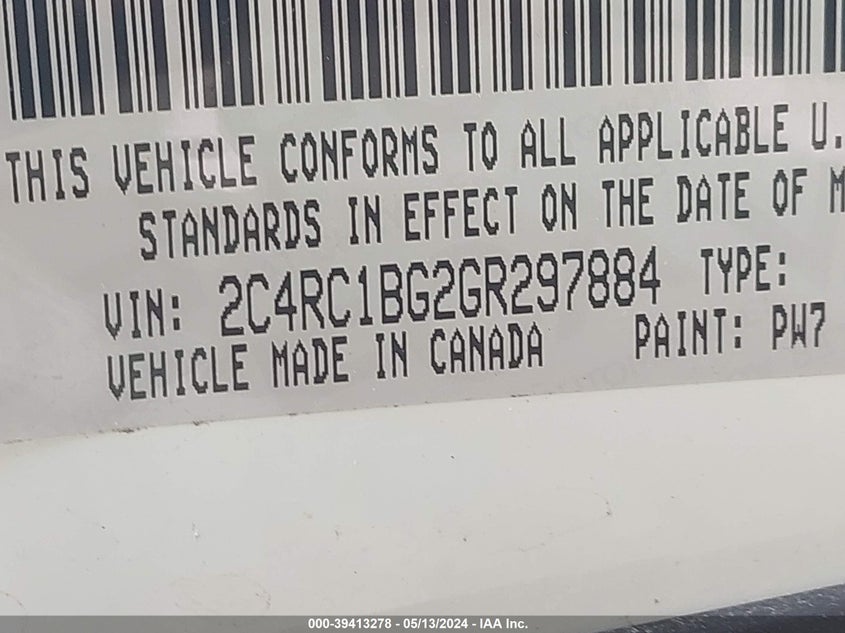 THIS VEHICLE CONFORMS TO ALL APPLICABLE U.
STANDARDS IN EFFECT ON THE DATE OF M
VIN: 2C4RC1BG2GR297884 TYPE:
VEHICLE MADE IN CANADA PAINT: PW7
000-39413278 - 05/13/2024 - IAA Inc.